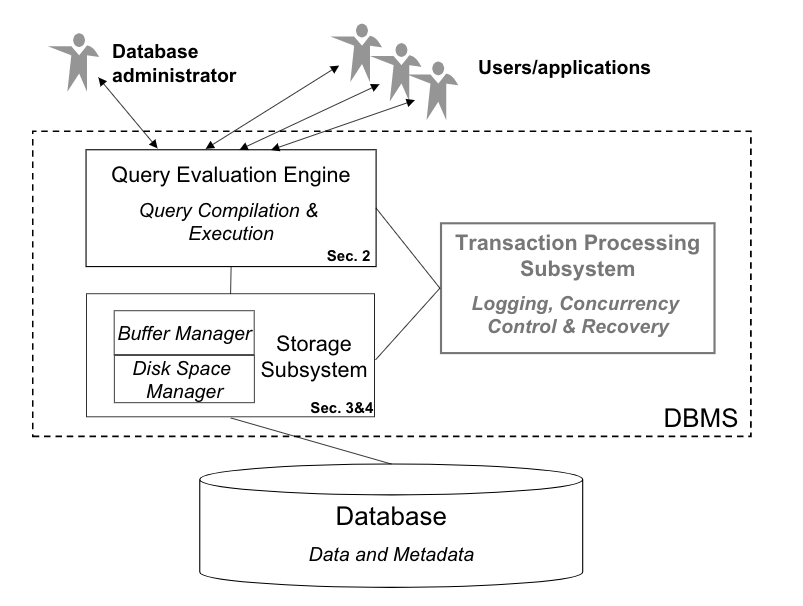 Database
administrator
Users/applications
Query Evaluation Engine
Query Compilation &
Execution
Sec. 2
Transaction Processing
Subsystem
Logging, Concurrency
Control & Recovery
Buffer Manager
Disk Space
Manager
Storage
Subsystem
Sec. 3&4
DBMS
Database
Data and Metadata